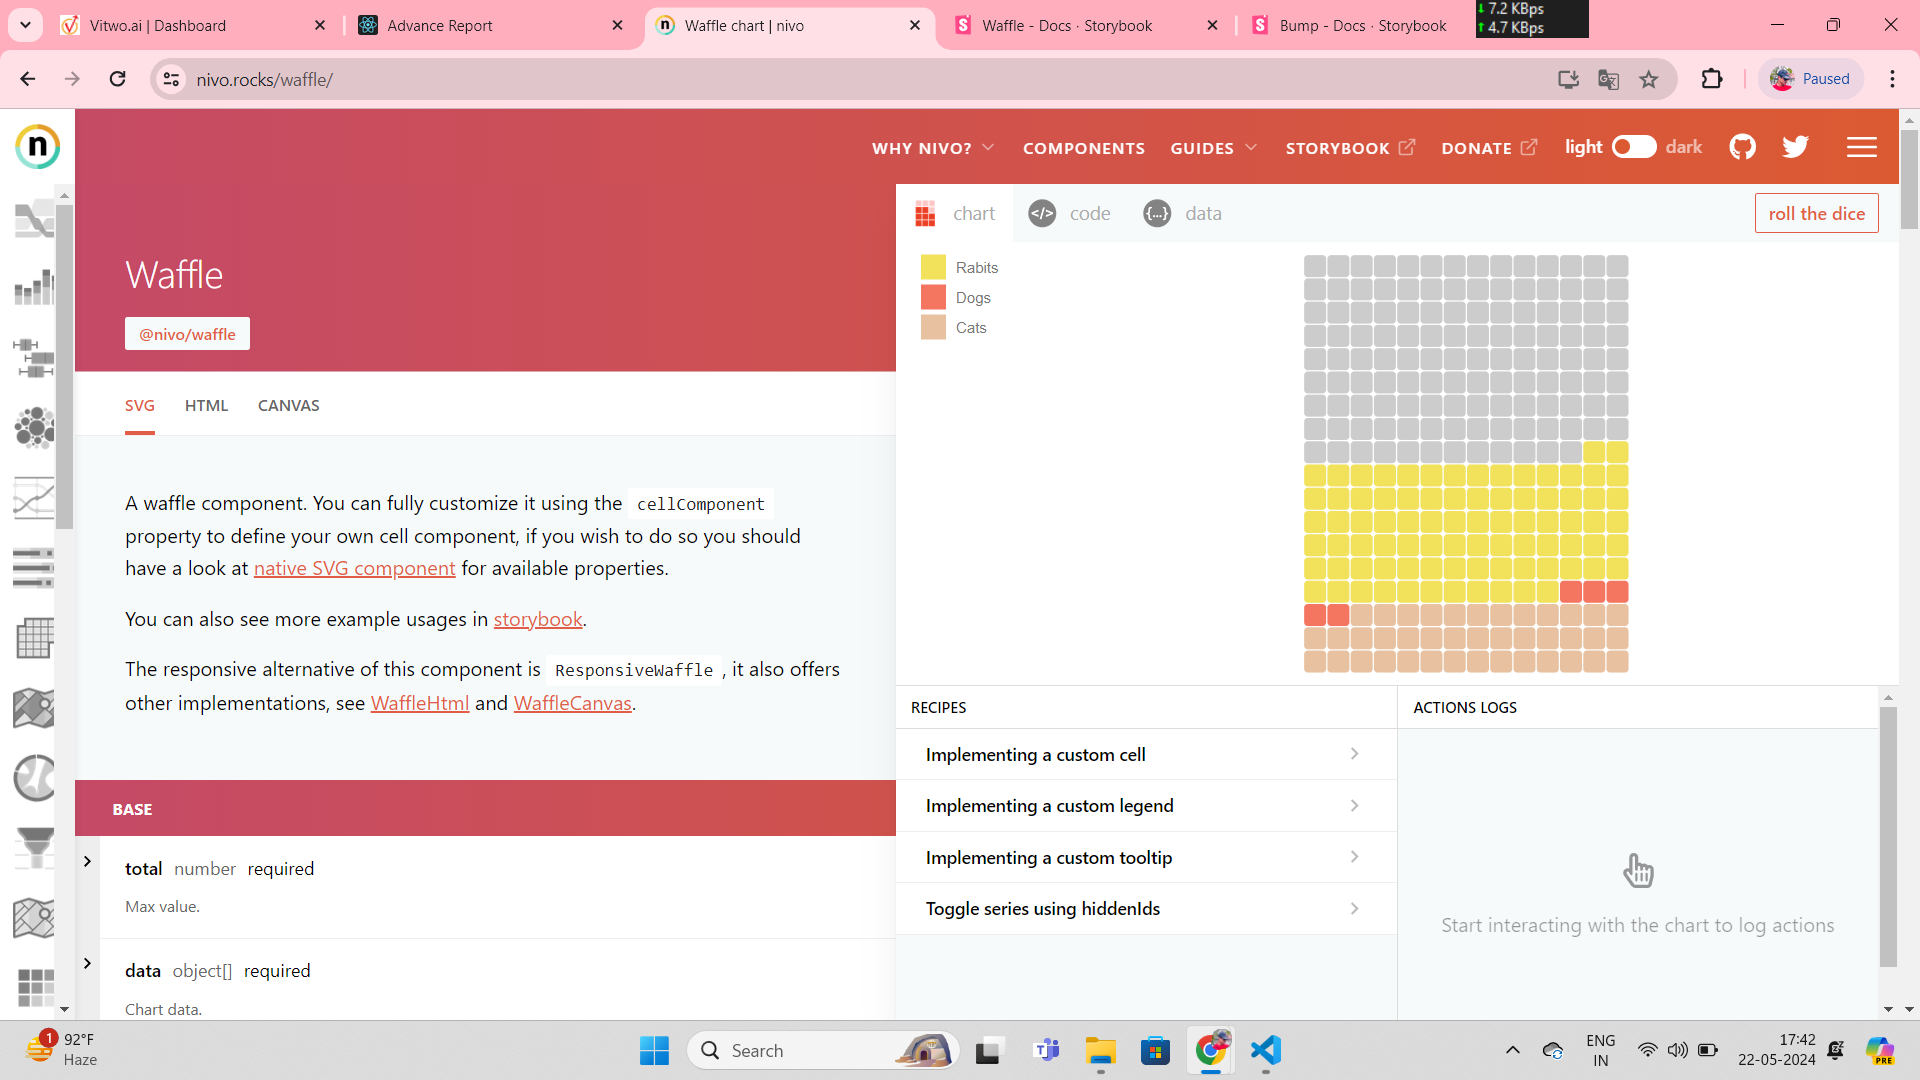 Vitwo.ai | Dashboard
Advance Report
Waffle chart | nivo
Waffle - Docs · Storybook
Bump - Docs · Storybook
7.2 KBps
4.7 KBps
nivo.rocks/waffle/
Paused
n
WHY NIVO?
COMPONENTS
GUIDES
STORYBOOK
DONATE
light
dark
Waffle
@nivo/waffle
SVG
HTML
CANVAS
A waffle component. You can fully customize it using the cellComponent
property to define your own cell component, if you wish to do so you should
have a look at native SVG component for available properties.
You can also see more example usages in storybook.
The responsive alternative of this component is ResponsiveWaffle , it also offers
other implementations, see WaffleHtml and WaffleCanvas.
BASE
total number required
Max value.
data object[] required
Chart data.
chart
</> code
{...} data
roll the dice
Rabits
Dogs
Cats
RECIPES
Implementing a custom cell
Implementing a custom legend
Implementing a custom tooltip
Toggle series using hiddenIds
ACTIONS LOGS
Start interacting with the chart to log actions
1
92°F
Haze
Search
ENG
IN
17:42
22-05-2024
PRE